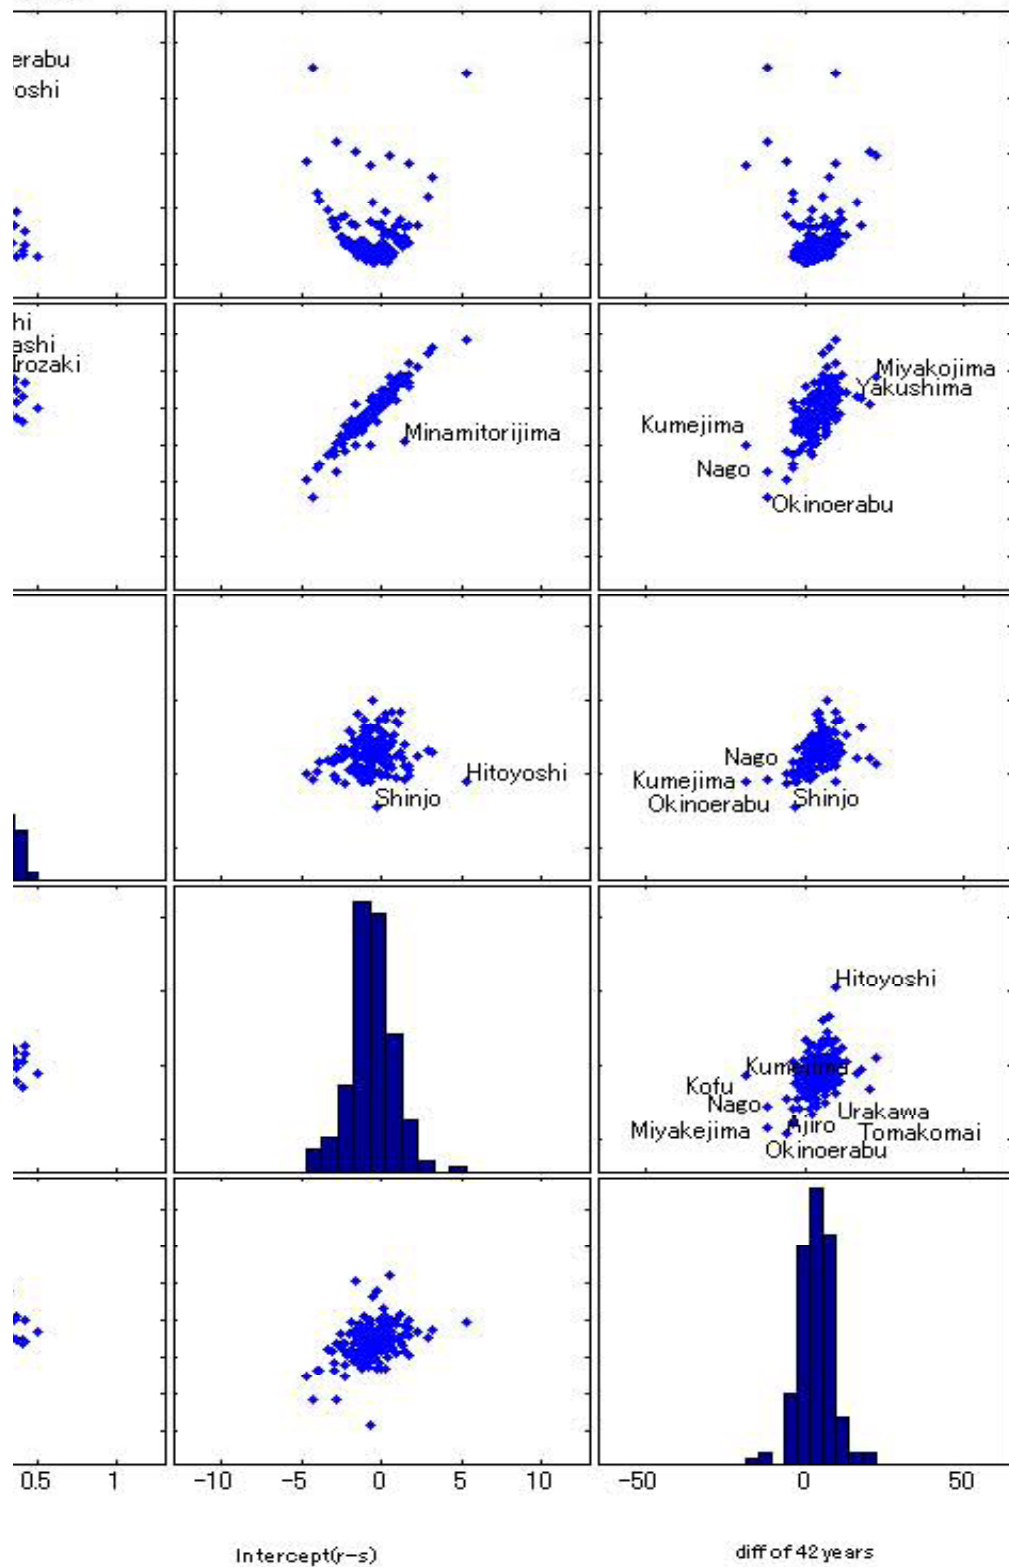 erabu
oshi
hi
ashi
Irozaki
Minamitorijima
Miyakojima
Yakushima
Kumejima
Nago
Okinoerabu
Hitoyoshi
Shinjo
Nago
Kumejima
Okinoerabu
Shinjo
Hitoyoshi
Kumejima
Kofu
Nago
Urakawa
Miyakejima
Ajiro
Tomakomai
Okinoerabu
0.5 1 -10 -5 0 5 10 -50 0 50
Intercept(r-s) diff of 42 years